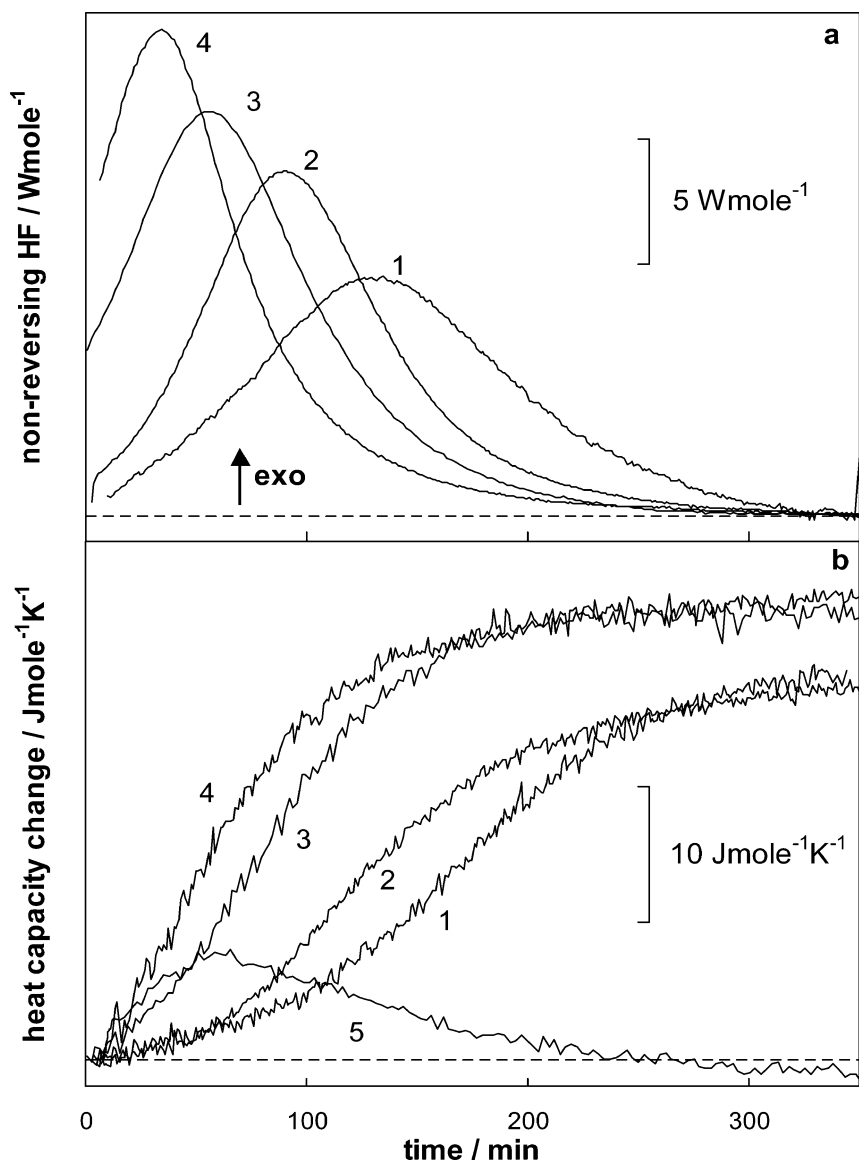 a
4
3
2
1
5 Wmole⁻¹
exo
non-reversing HF / Wmole⁻¹
b
4
3
2
1
5
10 Jmole⁻¹K⁻¹
heat capacity change / Jmole⁻¹K⁻¹
0 100 200 300
time / min